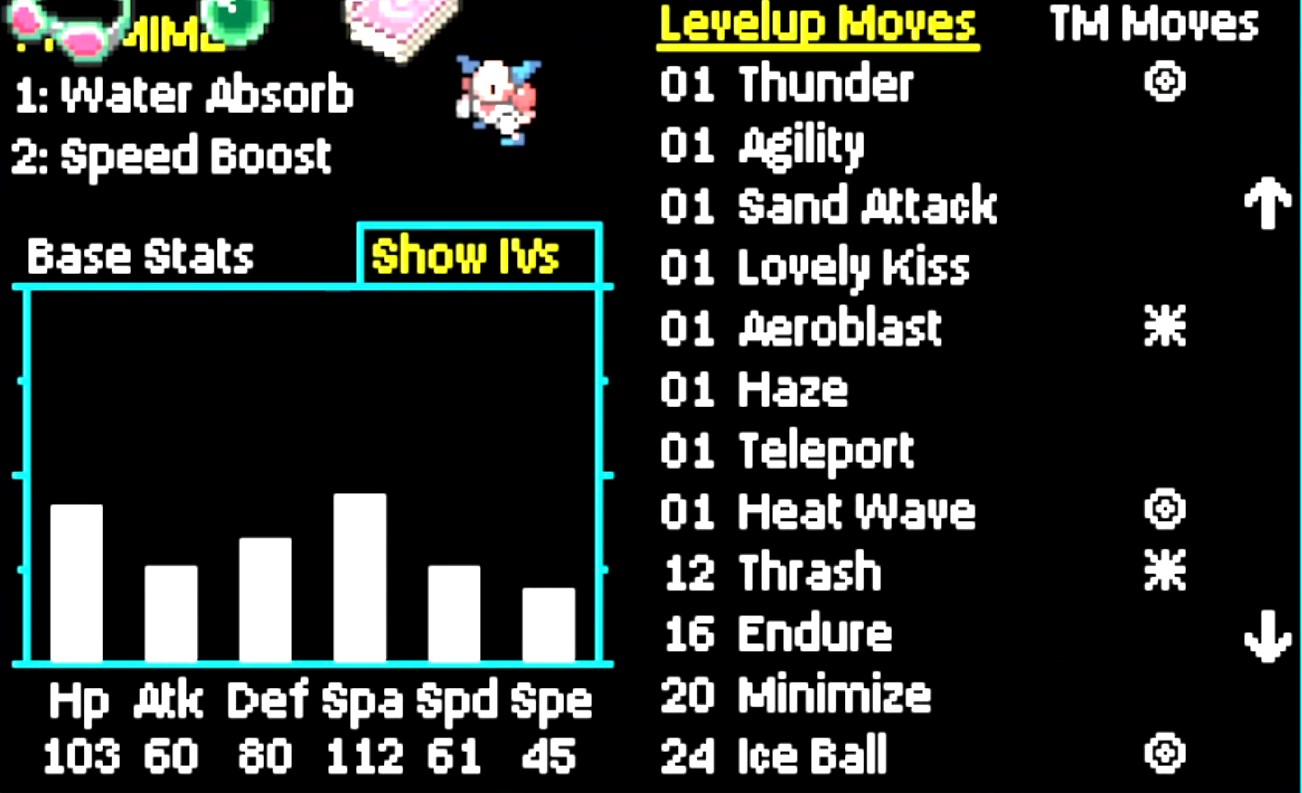 MIME
1: Water Absorb
2: Speed Boost
Base Stats
Show IVs
Hp Atk Def Spa Spd Spe
103 60 80 112 61 45
Levelup Moves
TM Moves
01 Thunder
01 Agility
01 Sand Attack
01 Lovely Kiss
01 Aeroblast
01 Haze
01 Teleport
01 Heat Wave
12 Thrash
16 Endure
20 Minimize
24 Ice Ball